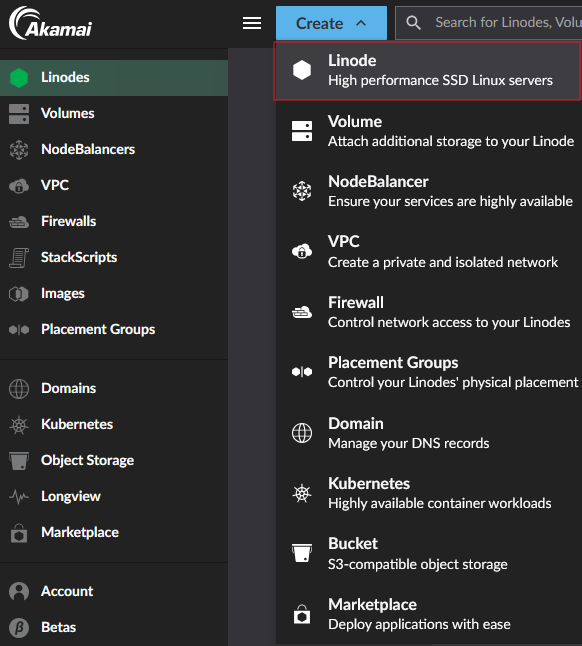 Akamai
Create
Search for Linodes, Volu
Linodes
Volumes
NodeBalancers
VPC
Firewalls
StackScripts
Images
Placement Groups
Domains
Kubernetes
Object Storage
Longview
Marketplace
Account
Betas
Linode
High performance SSD Linux servers
Volume
Attach additional storage to your Linode
NodeBalancer
Ensure your services are highly available
VPC
Create a private and isolated network
Firewall
Control network access to your Linodes
Placement Groups
Control your Linodes' physical placement
Domain
Manage your DNS records
Kubernetes
Highly available container workloads
Bucket
S3-compatible object storage
Marketplace
Deploy applications with ease